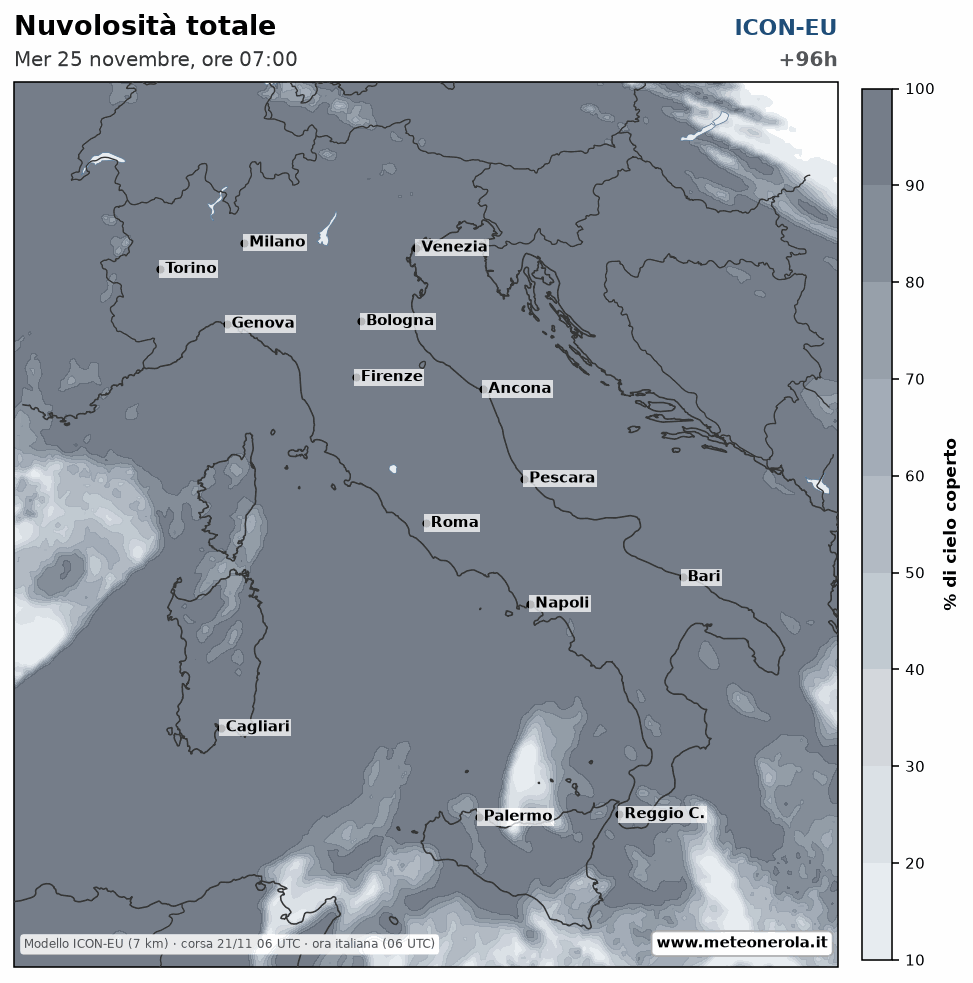 Nuvolosità totale
ICON-EU
Mer 25 novembre, ore 07:00
+96h
Milano
Venezia
Torino
Genova
Bologna
Firenze
Ancona
Pescara
Roma
Bari
Napoli
Cagliari
Palermo
Reggio C.
100
90
80
70
60
50
40
30
20
10
% di cielo coperto
Modello ICON-EU (7 km) · corsa 21/11 06 UTC · ora italiana (06 UTC)
www.meteonerola.it